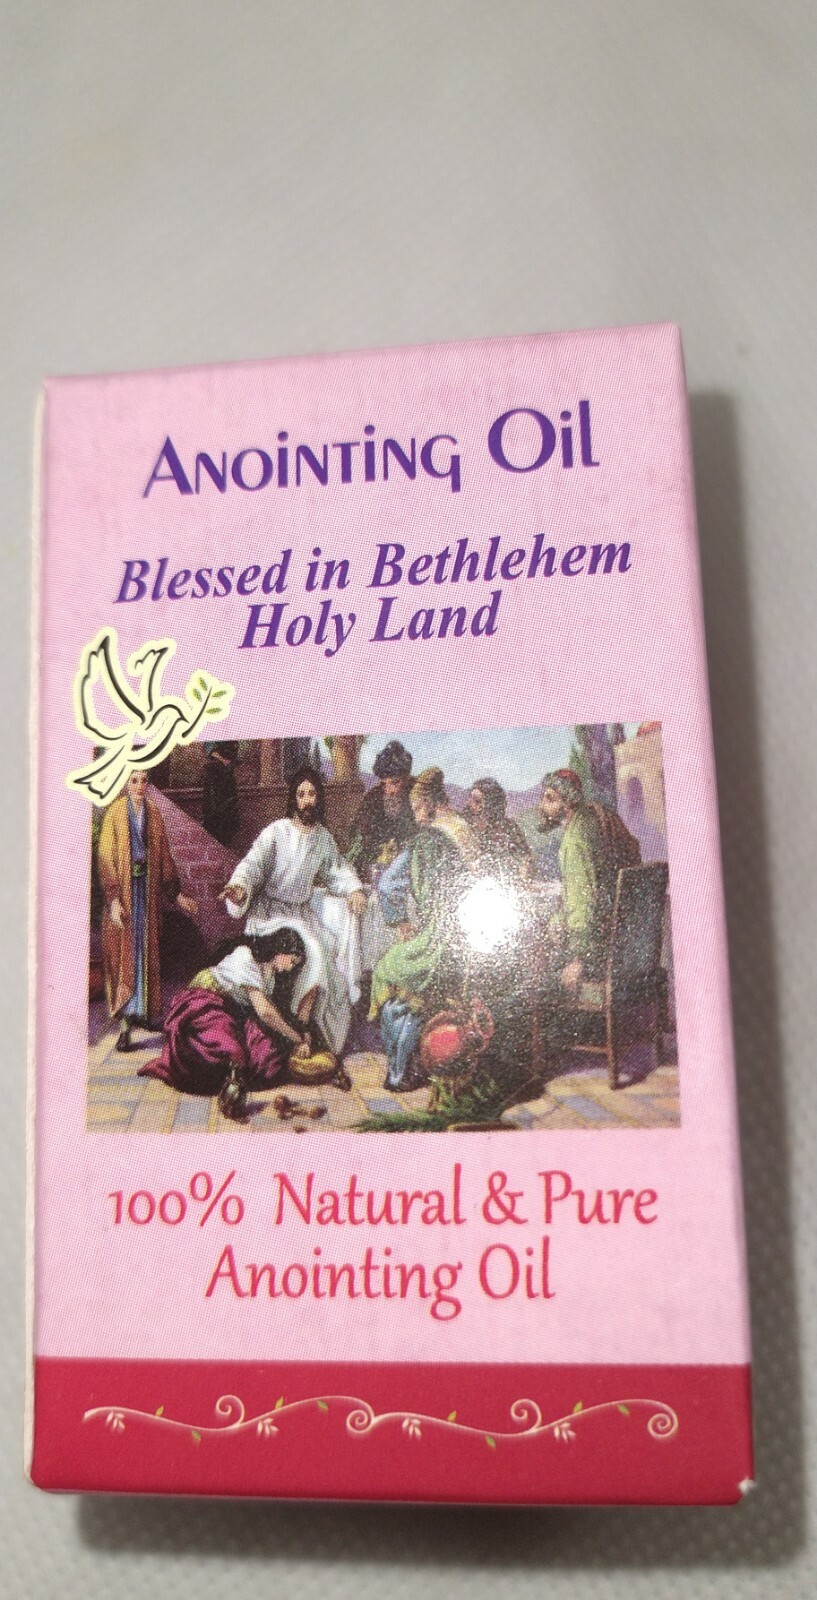 Anointing Oil
Blessed in Bethlehem
Holy Land
100% Natural & Pure
Anointing Oil